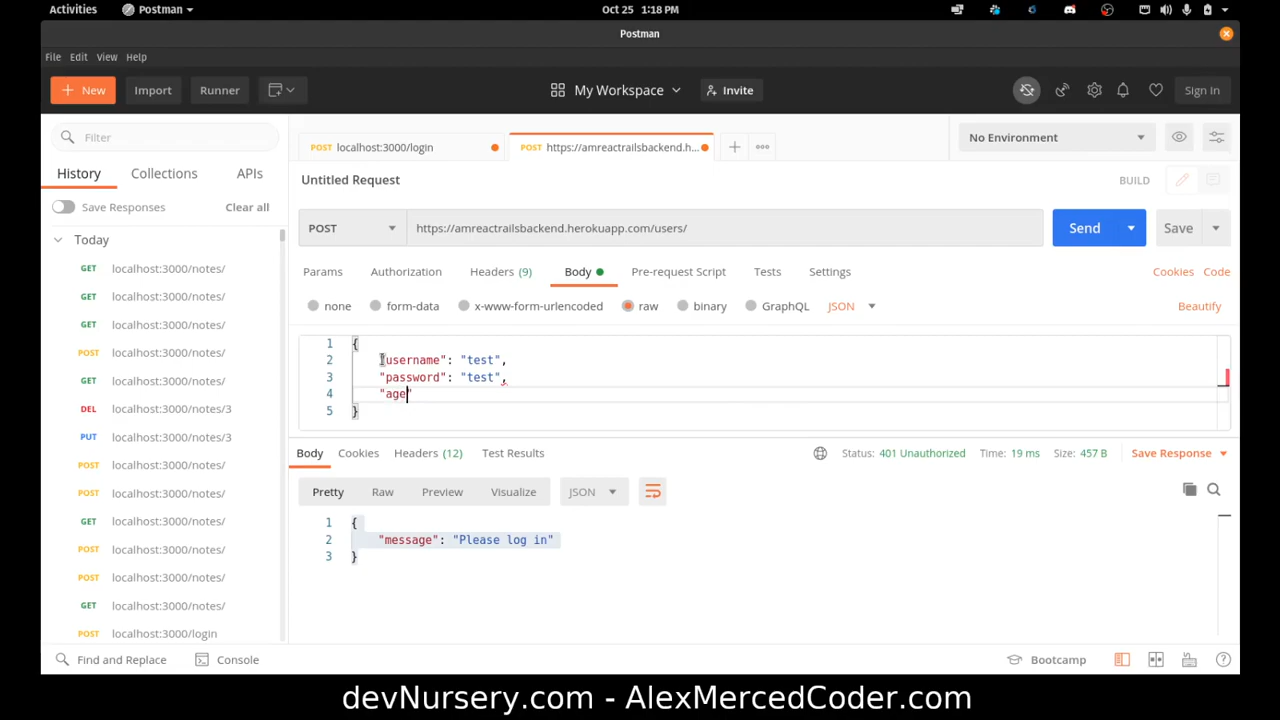 Activities
Postman
Oct 25 1:18 PM
Postman
File Edit View Help
New
Import
Runner
My Workspace
Invite
Sign In
Filter
POST localhost:3000/login
POST https://amreactrailsbackend.h...
No Environment
History
Collections
APIs
Untitled Request
BUILD
Save Responses
Clear all
POST
https://amreactrailsbackend.herokuapp.com/users/
Send
Save
Today
GET localhost:3000/notes/
GET localhost:3000/notes/
GET localhost:3000/notes/
POST localhost:3000/notes/
GET localhost:3000/notes/
DEL localhost:3000/notes/3
PUT localhost:3000/notes/3
POST localhost:3000/notes/
POST localhost:3000/notes/
GET localhost:3000/notes/
POST localhost:3000/notes/
POST localhost:3000/notes/
GET localhost:3000/notes/
POST localhost:3000/login
Params
Authorization
Headers (9)
Body
Pre-request Script
Tests
Settings
Cookies
Code
none
form-data
x-www-form-urlencoded
raw
binary
GraphQL
JSON
Beautify
1 {
2 "username": "test",
3 "password": "test",
4 "age"
5 }
Body
Cookies
Headers (12)
Test Results
Status: 401 Unauthorized
Time: 19 ms
Size: 457 B
Save Response
Pretty
Raw
Preview
Visualize
JSON
1 {
2 "message": "Please log in"
3 }
Find and Replace
Console
Bootcamp
devNursery.com - AlexMercedCoder.com